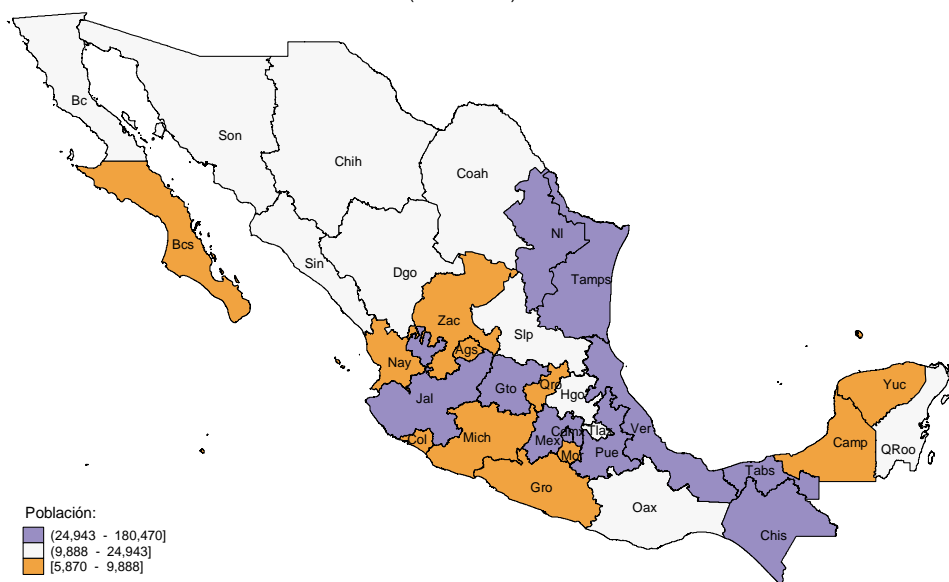 Bc
Son
Chih
Coah
Bcs
Nl
Sin
Dgo
Tamps
Zac
Slp
Nay
Ags
Qro
Yuc
Jal
Gto
Hgo
Camp
Col
Mich
Mex
Cdmx
Tlax
Ver
QRoo
Mor
Pue
Tabs
Gro
Oax
Chis
Población:
(24,943 - 180,470]
(9,888 - 24,943]
[5,870 - 9,888]